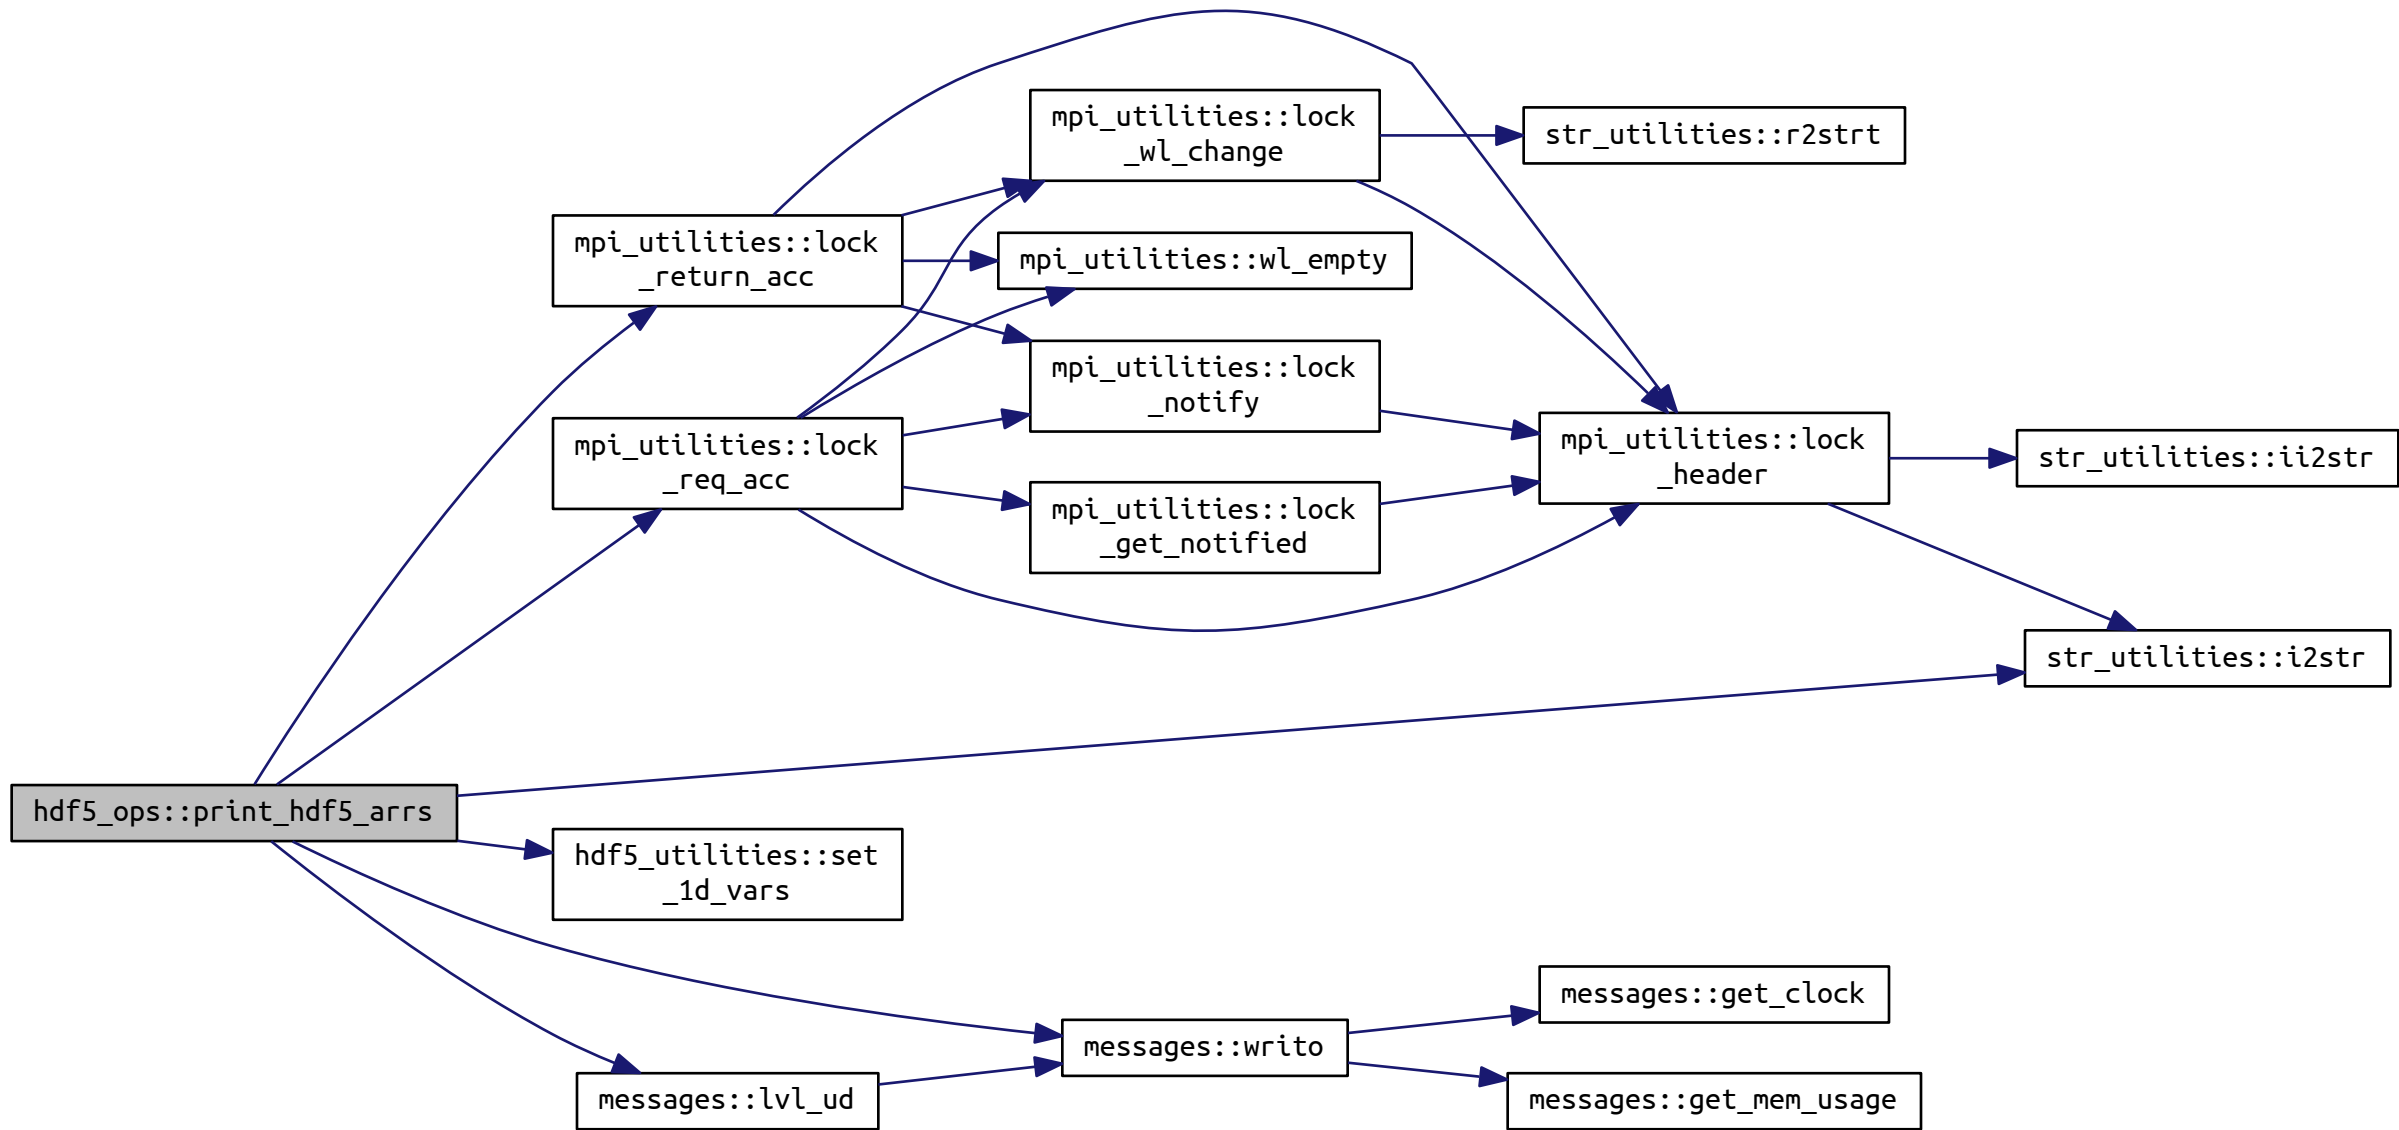 mpi_utilities::lock
_wl_change
str_utilities::r2strt
mpi_utilities::lock
_return_acc
mpi_utilities::wl_empty
mpi_utilities::lock
_notify
mpi_utilities::lock
_req_acc
mpi_utilities::lock
_header
str_utilities::ii2str
mpi_utilities::lock
_get_notified
str_utilities::i2str
hdf5_ops::print_hdf5_arrs
hdf5_utilities::set
_1d_vars
messages::get_clock
messages::writo
messages::lvl_ud
messages::get_mem_usage